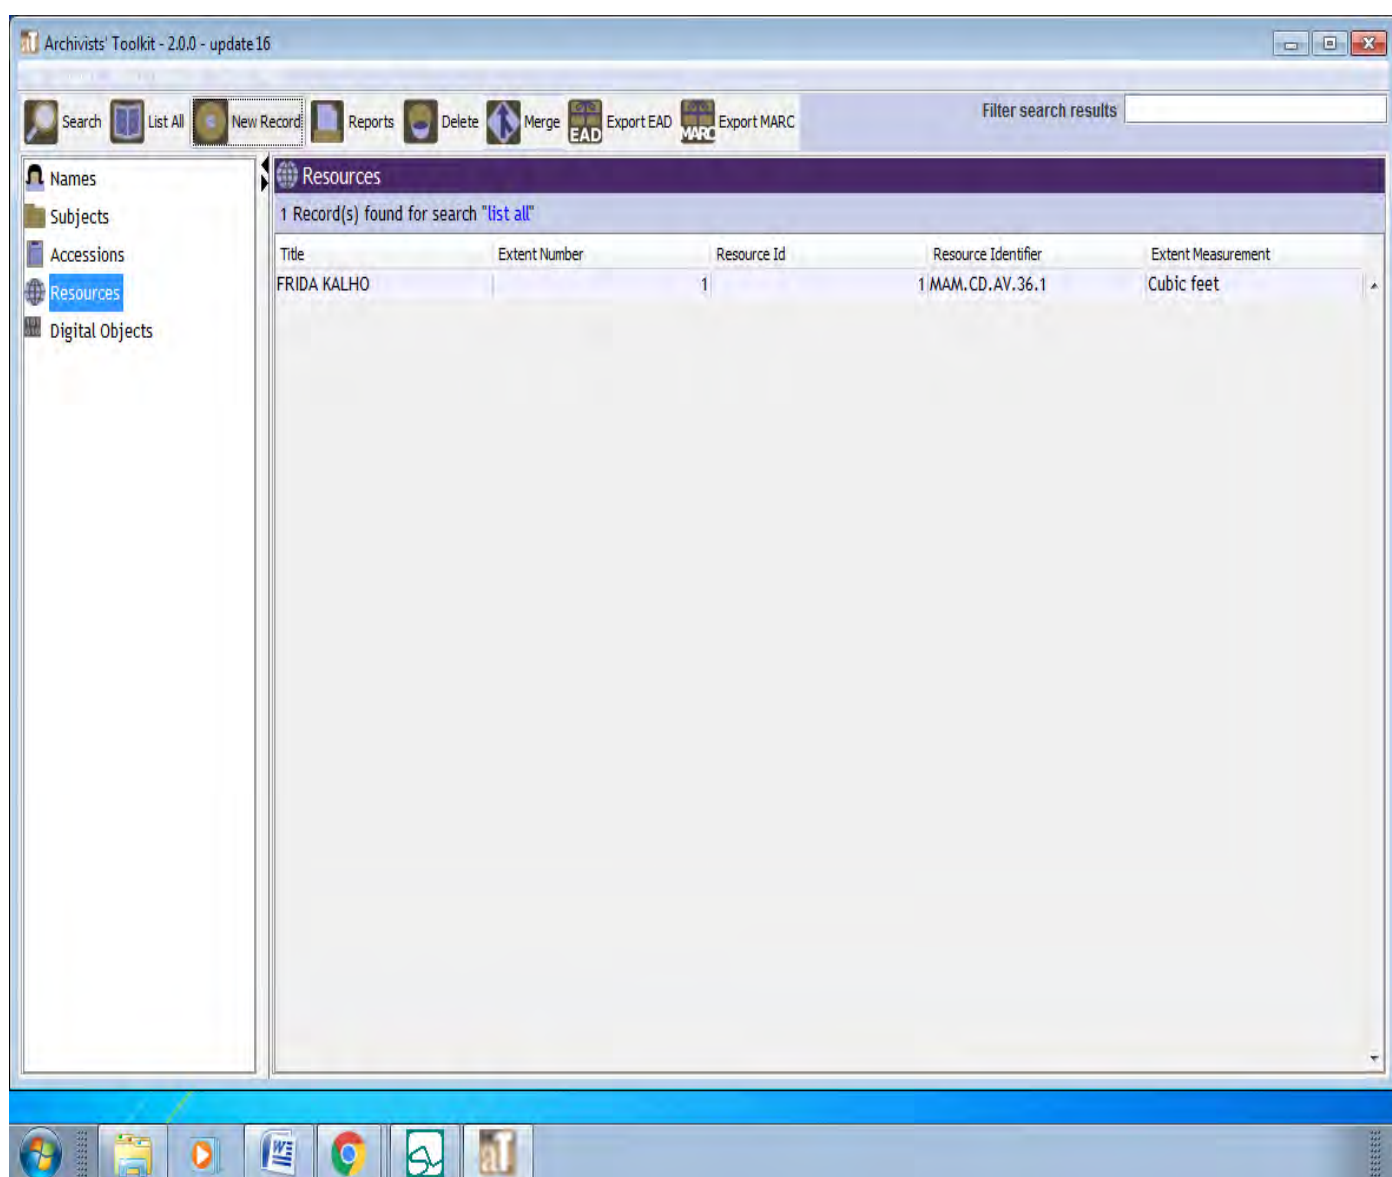 Archivists' Toolkit - 2.0.0 - update 16
Search List All New Record Reports Delete Merge EAD Export EAD MARC Export MARC Filter search results
Names
Subjects
Accessions
Resources
Digital Objects
Resources
1 Record(s) found for search "list all"
Title Extent Number Resource Id Resource Identifier Extent Measurement
FRIDA KALHO 1 1 MAM.CD.AV.36.1 Cubic feet